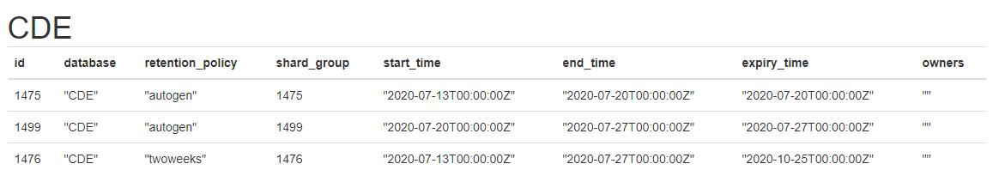 CDE
id database retention_policy shard_group start_time end_time expiry_time owners
1475 "CDE" "autogen" 1475 "2020-07-13T00:00:00Z" "2020-07-20T00:00:00Z" "2020-07-20T00:00:00Z" ""
1499 "CDE" "autogen" 1499 "2020-07-20T00:00:00Z" "2020-07-27T00:00:00Z" "2020-07-27T00:00:00Z" ""
1476 "CDE" "twoweeks" 1476 "2020-07-13T00:00:00Z" "2020-07-27T00:00:00Z" "2020-10-25T00:00:00Z" ""